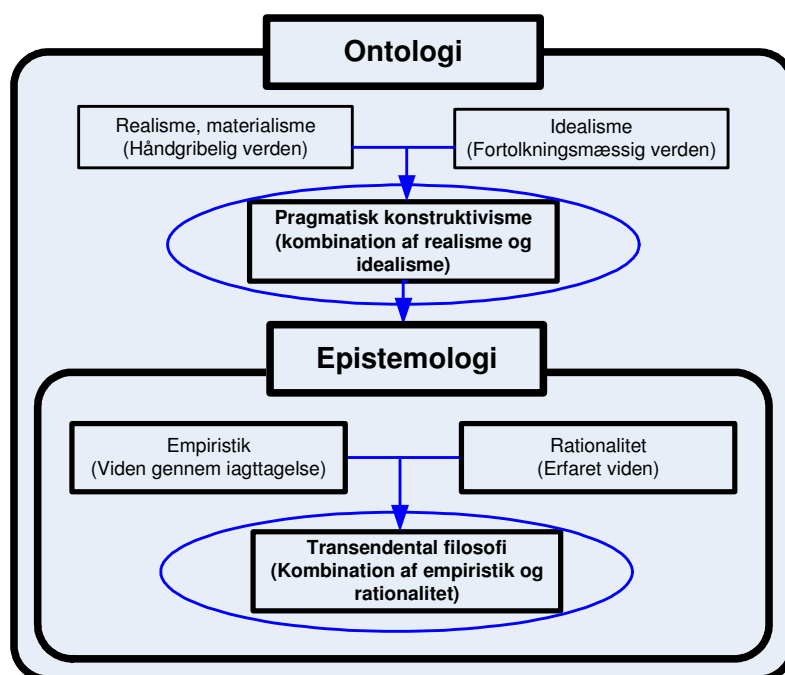 Ontologi
Realisme, materialisme
(Håndgribelig verden)
Idealisme
(Fortolkningsmæssig verden)
Pragmatisk konstruktivisme
(kombination af realisme og
idealisme)
Epistemologi
Empiristik
(Viden gennem iagttagelse)
Rationalitet
(Erfaret viden)
Transendental filosofi
(Kombination af empiristik og
rationalitet)